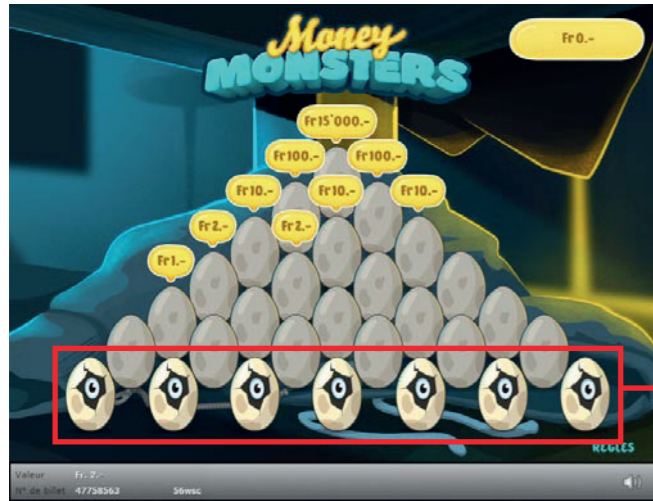 Money
MONSTERS
Fr 0.-
Fr15'000.-
Fr100.-
Fr100.-
Fr10.-
Fr10.-
Fr10.-
Fr2.-
Fr2.-
Fr1.-
REGLES
Valeur Fr. 2.-
N° de billet 47758563 56wsc